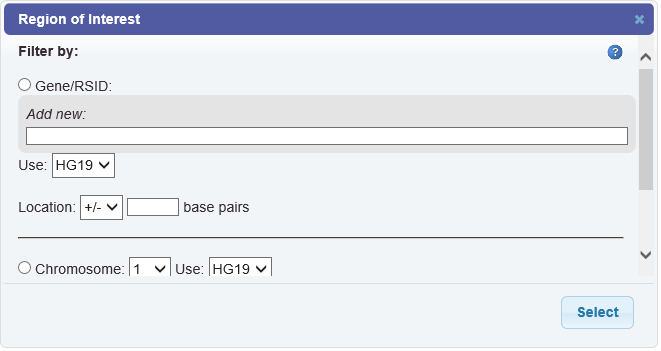 Region of Interest
Filter by:
Gene/RSID:
Add new:
Use: HG19
Location: +/- base pairs
Chromosome: 1 Use: HG19
Select